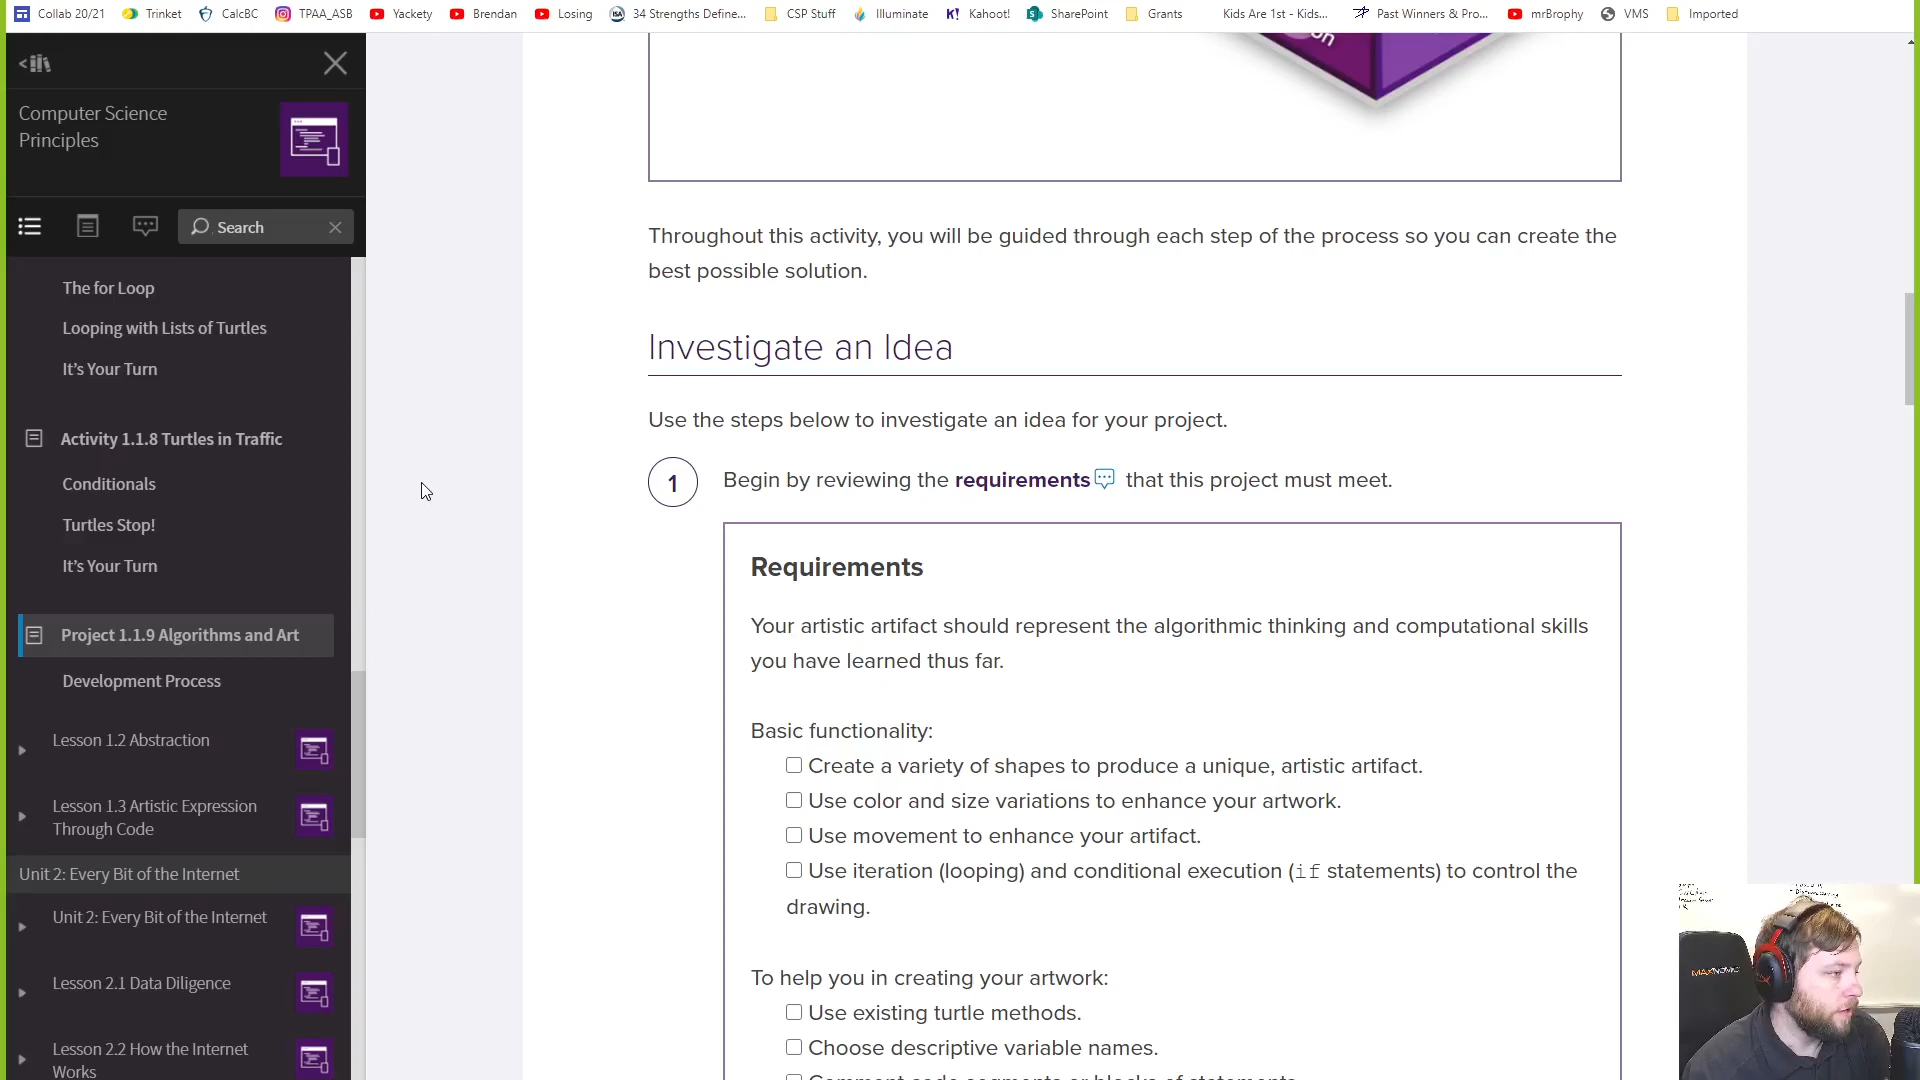 Collab 20/21 Trinket CalcBC TPAA_ASB Yackety Brendan Losing 34 Strengths Define... CSP Stuff Illuminate Kahoot! SharePoint Grants Kids Are 1st - Kids... Past Winners & Pro... mrBrophy VMS Imported
Computer Science
Principles
Search
The for Loop
Looping with Lists of Turtles
It's Your Turn
Activity 1.1.8 Turtles in Traffic
Conditionals
Turtles Stop!
It's Your Turn
Project 1.1.9 Algorithms and Art
Development Process
Lesson 1.2 Abstraction
Lesson 1.3 Artistic Expression
Through Code
Unit 2: Every Bit of the Internet
Unit 2: Every Bit of the Internet
Lesson 2.1 Data Diligence
Lesson 2.2 How the Internet
Works
Throughout this activity, you will be guided through each step of the process so you can create the
best possible solution.
Investigate an Idea
Use the steps below to investigate an idea for your project.
1 Begin by reviewing the requirements that this project must meet.
Requirements
Your artistic artifact should represent the algorithmic thinking and computational skills
you have learned thus far.
Basic functionality:
Create a variety of shapes to produce a unique, artistic artifact.
Use color and size variations to enhance your artwork.
Use movement to enhance your artifact.
Use iteration (looping) and conditional execution (if statements) to control the
drawing.
To help you in creating your artwork:
Use existing turtle methods.
Choose descriptive variable names.
Comment code segments or blocks of statements.
MAXNOMIC